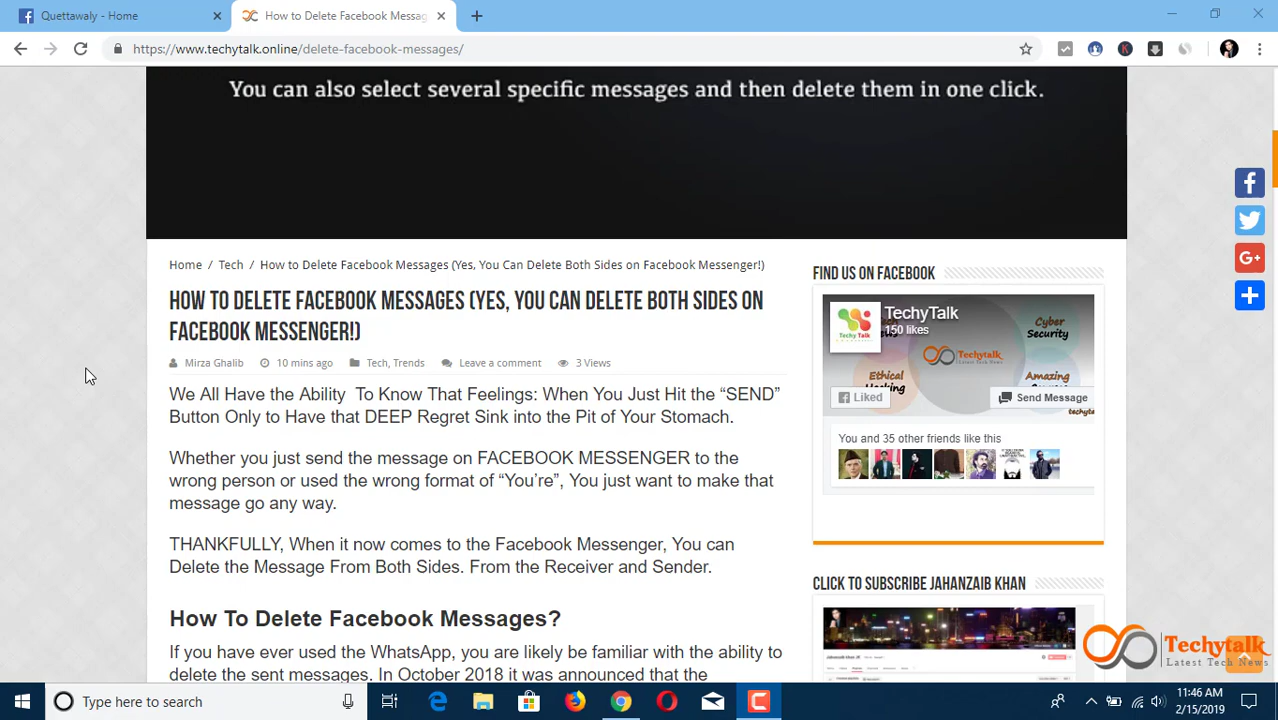 Quettawaly - Home
How to Delete Facebook Messag
https://www.techytalk.online/delete-facebook-messages/
You can also select several specific messages and then delete them in one click.
Home / Tech / How to Delete Facebook Messages (Yes, You Can Delete Both Sides on Facebook Messenger!)
HOW TO DELETE FACEBOOK MESSAGES (YES, YOU CAN DELETE BOTH SIDES ON
FACEBOOK MESSENGER!)
Mirza Ghalib 10 mins ago Tech, Trends Leave a comment 3 Views
We All Have the Ability To Know That Feelings: When You Just Hit the “SEND”
Button Only to Have that DEEP Regret Sink into the Pit of Your Stomach.
Whether you just send the message on FACEBOOK MESSENGER to the
wrong person or used the wrong format of “You’re”, You just want to make that
message go any way.
THANKFULLY, When it now comes to the Facebook Messenger, You can
Delete the Message From Both Sides. From the Receiver and Sender.
How To Delete Facebook Messages?
If you have ever used the WhatsApp, you are likely be familiar with the ability to
delete the sent messages. In October 2018 it was announced that the
FIND US ON FACEBOOK
TechyTalk
150 likes
Techy Talk
Cyber
Security
Techytalk
Ethical
Hacking
Amazing
Liked
Send Message
You and 35 other friends like this
CLICK TO SUBSCRIBE JAHANZAIB KHAN
Techytalk
Latest Tech News
Type here to search
11:46 AM
2/15/2019